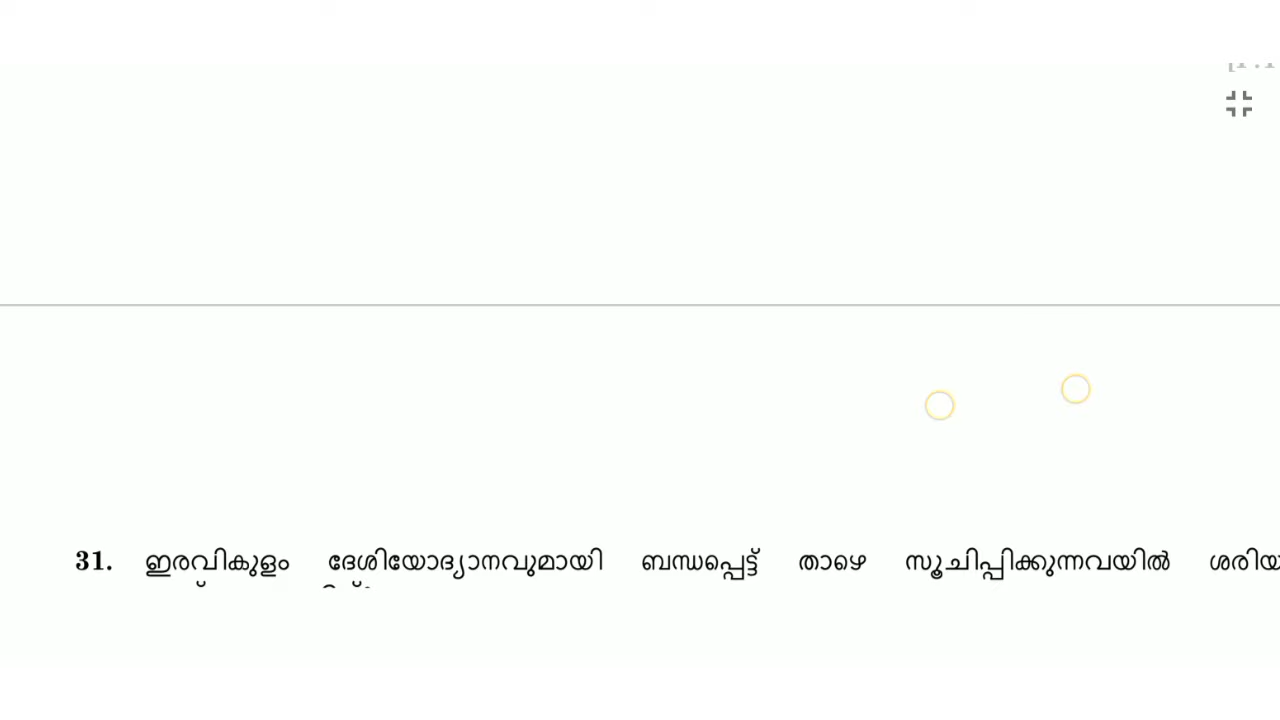 31. ഇരവികുളം ദേശിയോദ്യാനവുമായി ബന്ധപ്പെട്ട് താഴെ സൂചിപ്പിക്കുന്നവയിൽ